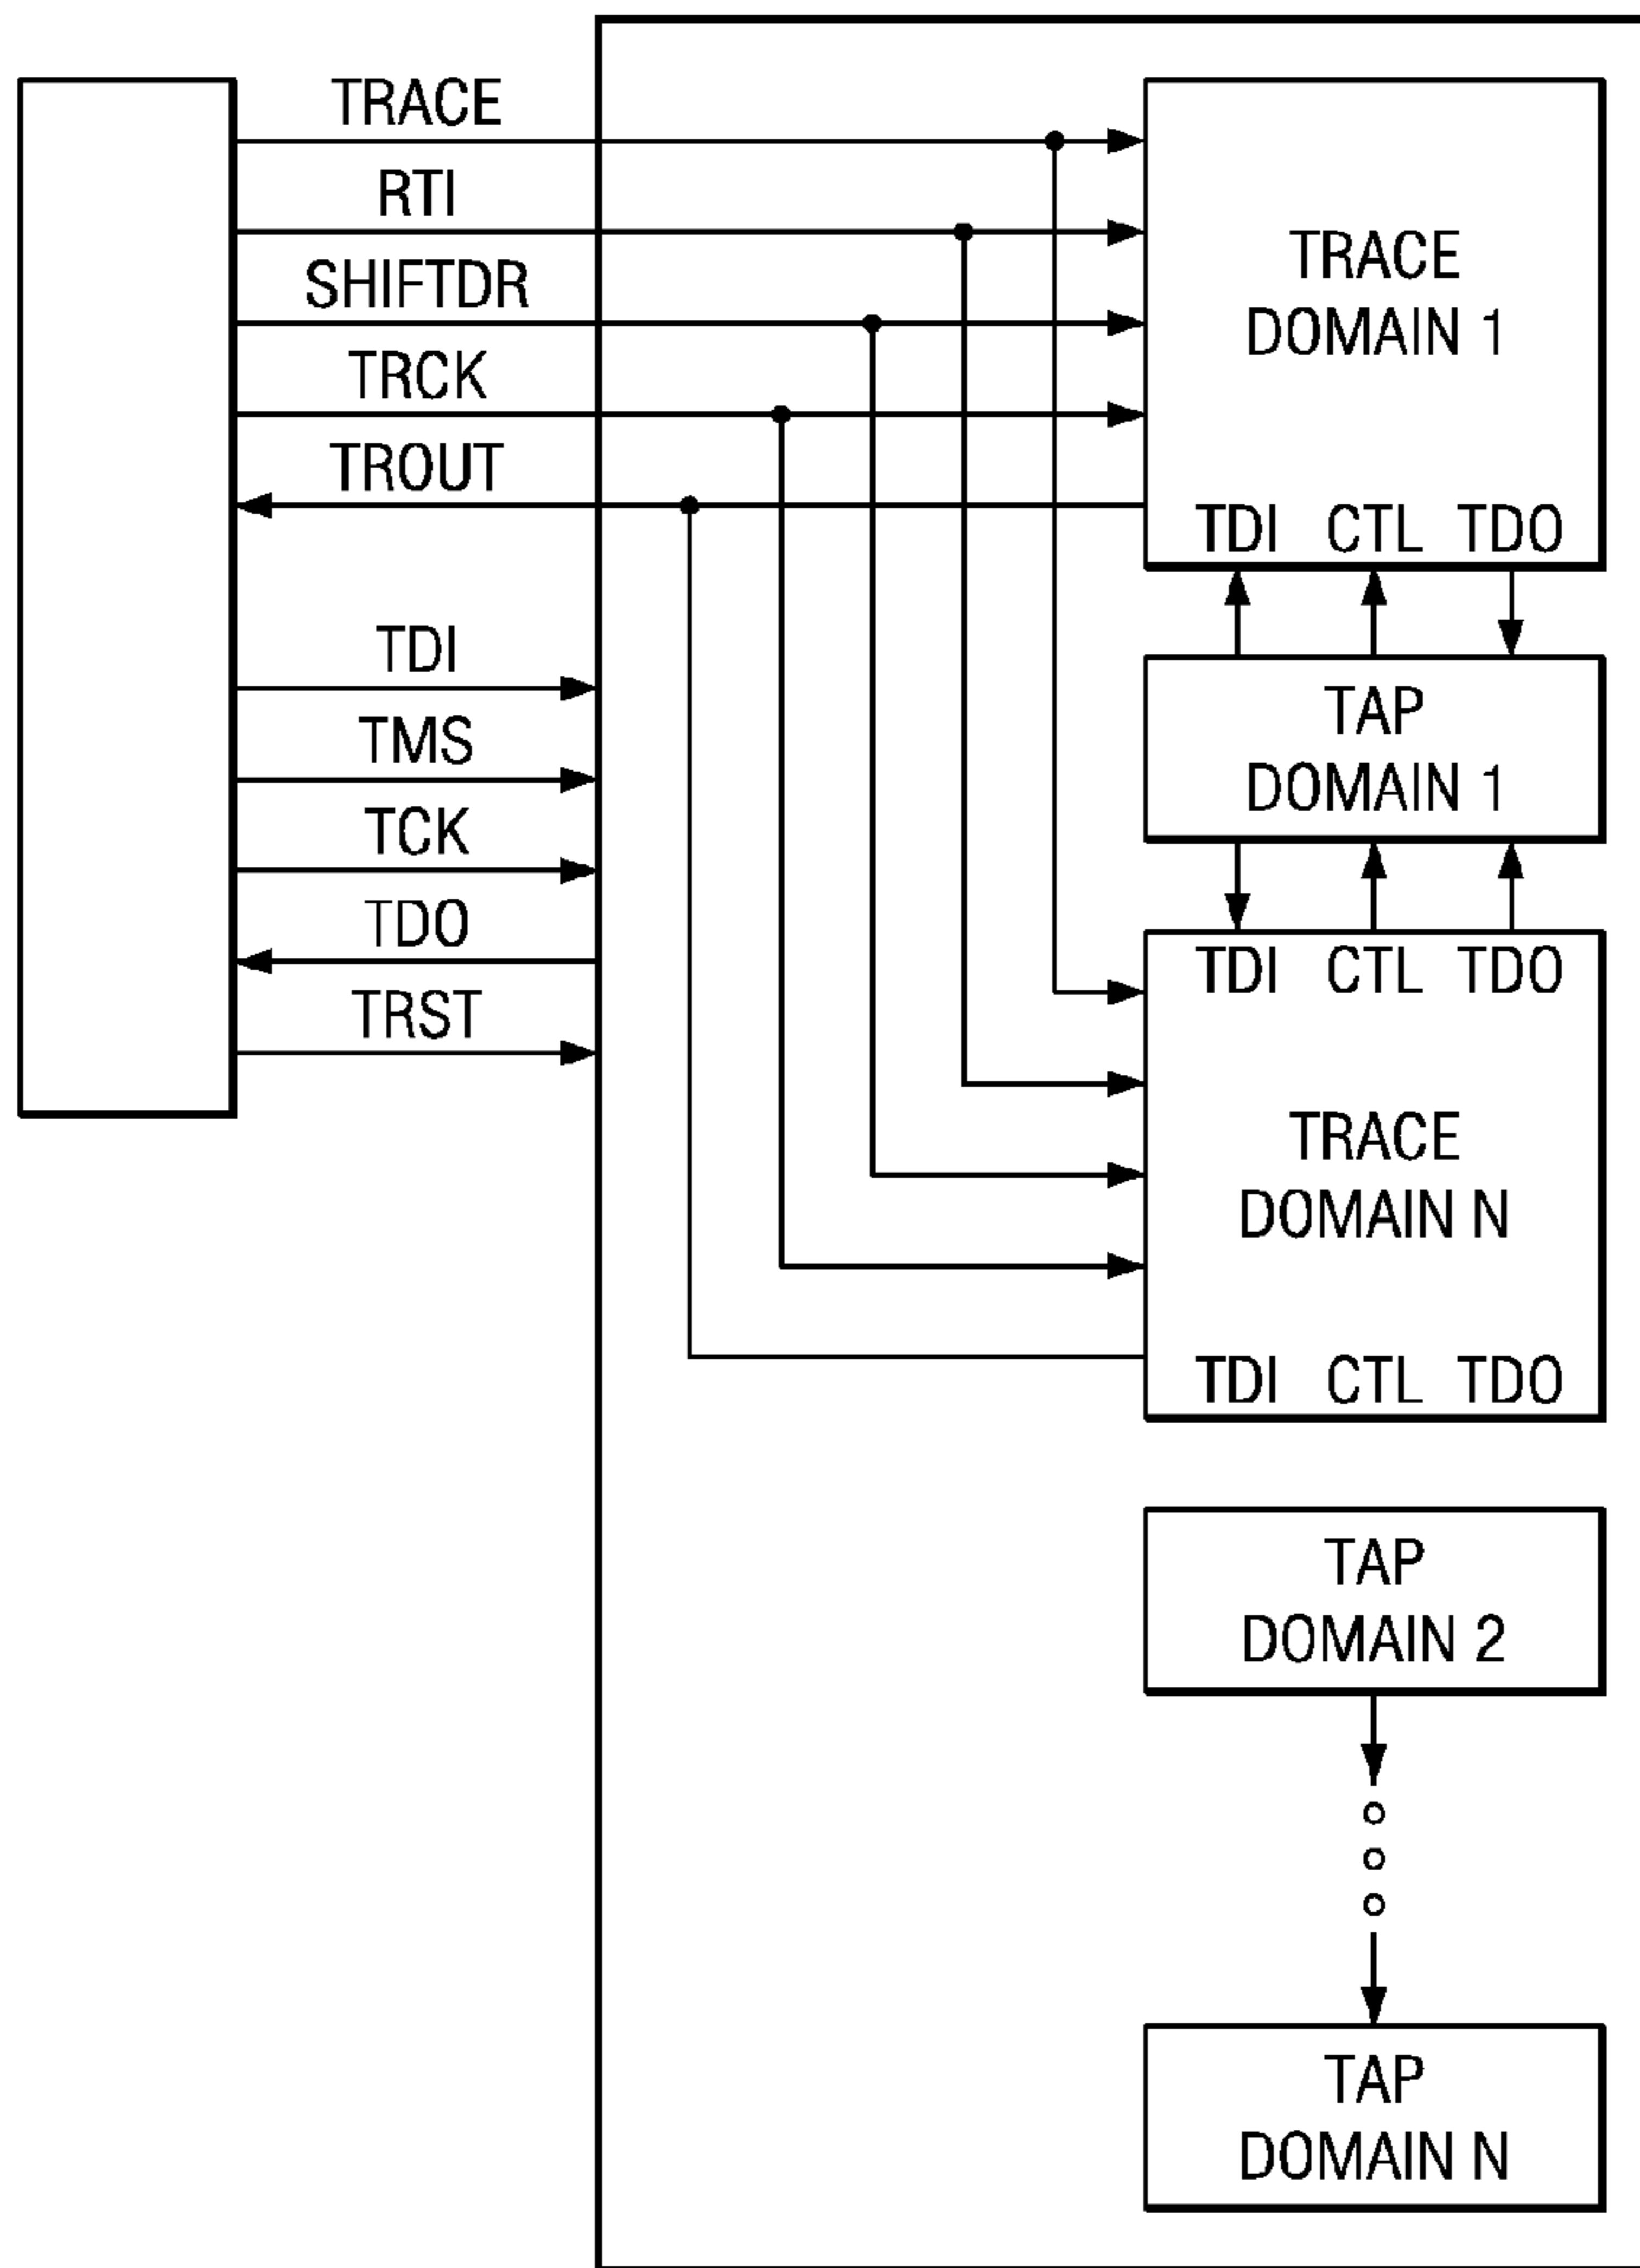 TRACE
RTI
SHIFTDR
TRCK
TROUT
TDI
TMS
TCK
TDO
TRST
TRACE
DOMAIN 1
TDI CTL TDO
TAP
DOMAIN 1
TDI CTL TDO
TRACE
DOMAIN N
TDI CTL TDO
TAP
DOMAIN 2
TAP
DOMAIN N